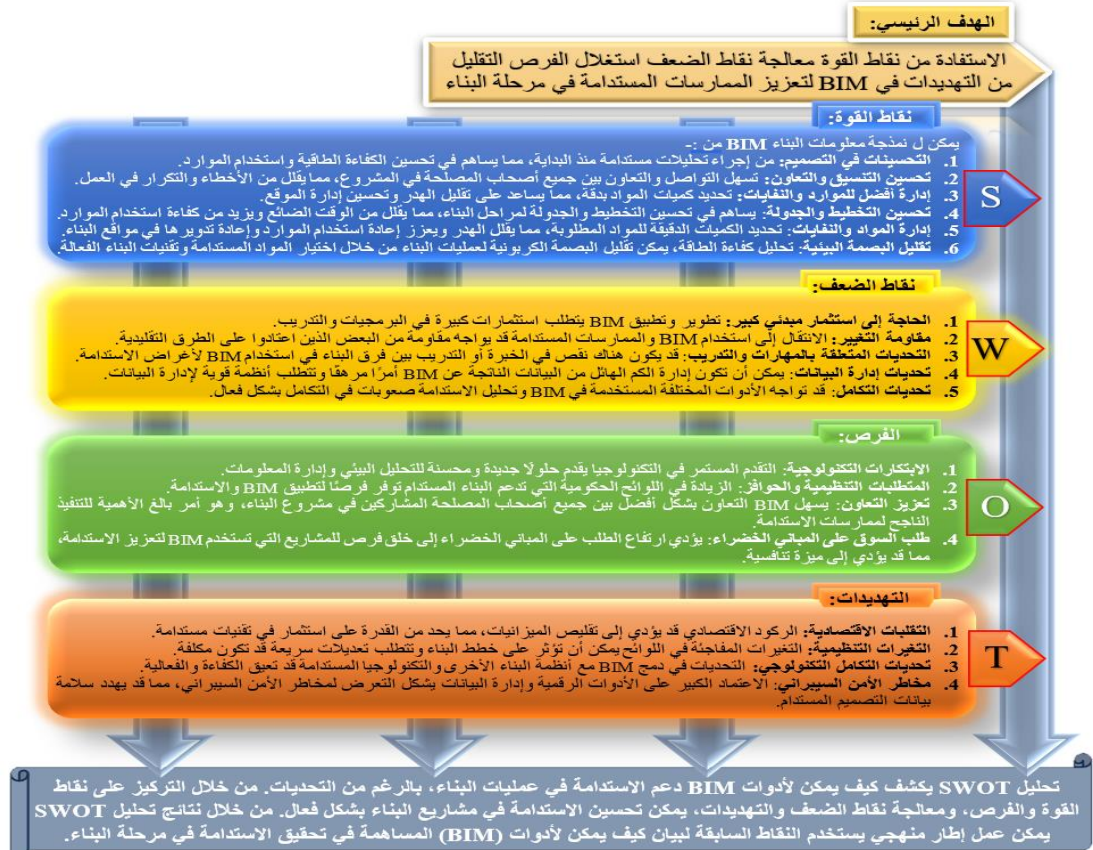 الهدف الرئيسي:
الاستفادة من نقاط القوة معالجة نقاط الضعف استغلال الفرص التقليل
من التهديدات في BIM لتعزيز الممارسات المستدامة في مرحلة البناء
نقاط القوة:
يمكن ل نمذجة معلومات البناء BIM من :-
1. التحسينات في التصميم: من إجراء تحليلات مستدامة منذ البداية، مما يساهم في تحسين الكفاءة الطاقية واستخدام الموارد.
2. تحسين التنسيق والتعاون: تسهل التواصل والتعاون بين جميع أصحاب المصلحة في المشروع، مما يقلل من الأخطاء والتكرار في العمل.
3. إدارة أفضل للموارد والنفايات: تحديد كميات المواد بدقة، مما يساعد على تقليل الهدر وتحسين إدارة الموقع.
4. تحسين التخطيط والجدولة: يساهم في تحسين التخطيط والجدولة لمراحل البناء، مما يقلل من الوقت الضائع ويزيد من كفاءة استخدام الموارد.
5. إدارة المواد والنفايات: تحديد الكميات الدقيقة للمواد المطلوبة، مما يقلل الهدر ويعزز إعادة استخدام الموارد وإعادة تدويرها في مواقع البناء.
6. تقليل البصمة البيئية: تحليل كفاءة الطاقة، يمكن تقليل البصمة الكربونية لعمليات البناء من خلال اختيار المواد المستدامة وتقنيات البناء الفعالة.
S
نقاط الضعف:
1. الحاجة إلى استثمار مبدئي كبير: تطوير وتطبيق BIM يتطلب استثمارات كبيرة في البرمجيات والتدريب.
2. مقاومة التغيير: الانتقال إلى استخدام BIM والممارسات المستدامة قد يواجه مقاومة من البعض الذين اعتادوا على الطرق التقليدية.
3. التحديات المتعلقة بالمهارات والتدريب: قد يكون هناك نقص في الخبرة أو التدريب بين فرق البناء في استخدام BIM لأغراض الاستدامة.
4. تحديات إدارة البيانات: يمكن أن تكون إدارة الكم الهائل من البيانات الناتجة عن BIM أمرًا مرهقًا وتتطلب أنظمة قوية لإدارة البيانات.
5. تحديات التكامل: قد تواجه الأدوات المختلفة المستخدمة في BIM وتحليل الاستدامة صعوبات في التكامل بشكل فعال.
W
الفرص:
1. الابتكارات التكنولوجية: التقدم المستمر في التكنولوجيا يقدم حلولًا جديدة ومحسنة للتحليل البيئي وإدارة المعلومات.
2. المتطلبات التنظيمية والحوافز: الزيادة في اللوائح الحكومية التي تدعم البناء المستدام توفر فرصًا لتطبيق BIM والاستدامة.
3. تعزيز التعاون: يسهل BIM التعاون بشكل أفضل بين جميع أصحاب المصلحة المشاركين في مشروع البناء، وهو أمر بالغ الأهمية للتنفيذ
الناجح لممارسات الاستدامة.
4. طلب السوق على المباني الخضراء: يؤدي ارتفاع الطلب على المباني الخضراء إلى خلق فرص للمشاريع التي تستخدم BIM لتعزيز الاستدامة،
مما قد يؤدي إلى ميزة تنافسية.
O
التهديدات:
1. التقلبات الاقتصادية: الركود الاقتصادي قد يؤدي إلى تقليص الميزانيات، مما يحد من القدرة على استثمار في تقنيات مستدامة.
2. التغيرات التنظيمية: التغيرات المفاجئة في اللوائح يمكن أن تؤثر على خطط البناء وتتطلب تعديلات سريعة قد تكون مكلفة.
3. تحديات التكامل التكنولوجي: التحديات في دمج BIM مع أنظمة البناء الأخرى والتكنولوجيا المستدامة قد تعيق الكفاءة والفعالية.
4. مخاطر الأمن السيبراني: الاعتماد الكبير على الأدوات الرقمية وإدارة البيانات يشكل التعرض لمخاطر الأمن السيبراني، مما قد يهدد سلامة
بيانات التصميم المستدام.
T
تحليل SWOT يكشف كيف يمكن لأدوات BIM دعم الاستدامة في عمليات البناء، بالرغم من التحديات. من خلال التركيز على نقاط
القوة والفرص، ومعالجة نقاط الضعف والتهديدات، يمكن تحسين الاستدامة في مشاريع البناء بشكل فعال. من خلال نتائج تحليل SWOT
يمكن عمل إطار منهجي يستخدم النقاط السابقة لبيان كيف يمكن لأدوات (BIM) المساهمة في تحقيق الاستدامة في مرحلة البناء.